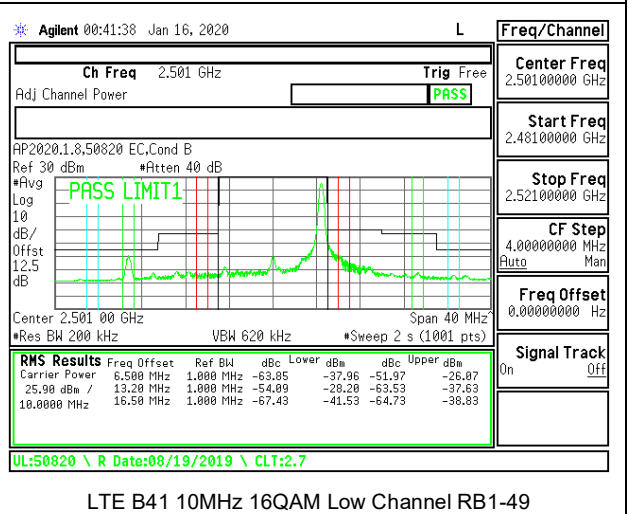 Agilent 00:41:38 Jan 16, 2020 L Freq/Channel
Ch Freq 2.501 GHz Trig Free
Adj Channel Power PASS
AP2020.1.8,50820 EC,Cond B
Ref 30 dBm #Atten 40 dB
#Avg
Log
10
dB/
Offst
12.5
dB
PASS LIMIT1
Center 2.501 00 GHz Span 40 MHz^
#Res BW 200 kHz VBW 620 kHz #Sweep 2 s (1001 pts)
RMS Results Freq Offset Ref BW dBc Lower dBm dBc Upper dBm
Carrier Power 6.500 MHz 1.000 MHz -63.85 -37.96 -51.97 -26.07
25.90 dBm / 13.20 MHz 1.000 MHz -54.09 -28.20 -63.53 -37.63
10.0000 MHz 16.50 MHz 1.000 MHz -67.43 -41.53 -64.73 -38.83
UL:50820 \ R Date:08/19/2019 \ CLT:2.7
Center Freq
2.50100000 GHz
Start Freq
2.48100000 GHz
Stop Freq
2.52100000 GHz
CF Step
4.00000000 MHz
Auto Man
Freq Offset
0.00000000 Hz
Signal Track
On Off
LTE B41 10MHz 16QAM Low Channel RB1-49